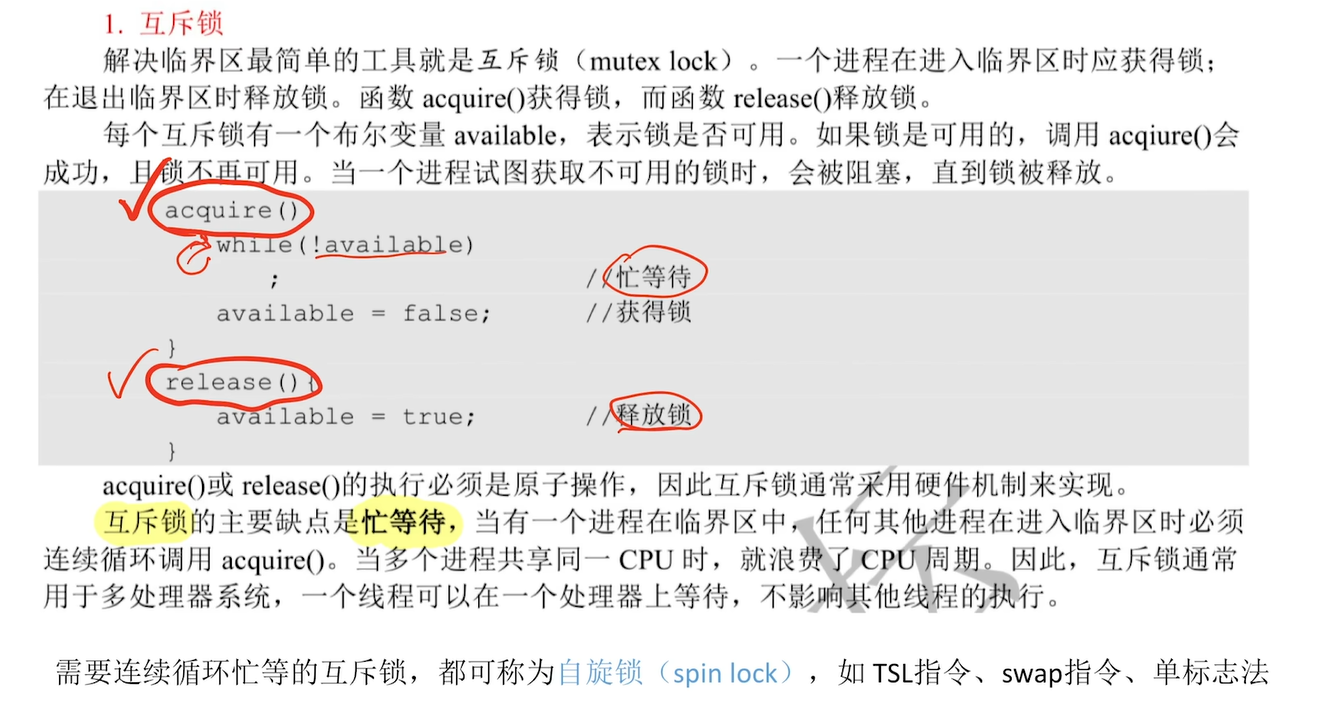 1. 互斥锁
解决临界区最简单的工具就是互斥锁（mutex lock）。一个进程在进入临界区时应获得锁；
在退出临界区时释放锁。函数 acquire()获得锁，而函数 release()释放锁。
每个互斥锁有一个布尔变量 available，表示锁是否可用。如果锁是可用的，调用 acqiure()会
成功，且锁不再可用。当一个进程试图获取不可用的锁时，会被阻塞，直到锁被释放。
acquire()
while(!available)
; //忙等待
available = false; //获得锁
}
release(){
available = true; //释放锁
}
acquire()或 release()的执行必须是原子操作，因此互斥锁通常采用硬件机制来实现。
互斥锁的主要缺点是忙等待，当有一个进程在临界区中，任何其他进程在进入临界区时必须
连续循环调用 acquire()。当多个进程共享同一 CPU 时，就浪费了 CPU 周期。因此，互斥锁通常
用于多处理器系统，一个线程可以在一个处理器上等待，不影响其他线程的执行。
需要连续循环忙等的互斥锁，都可称为自旋锁（spin lock），如 TSL指令、swap指令、单标志法